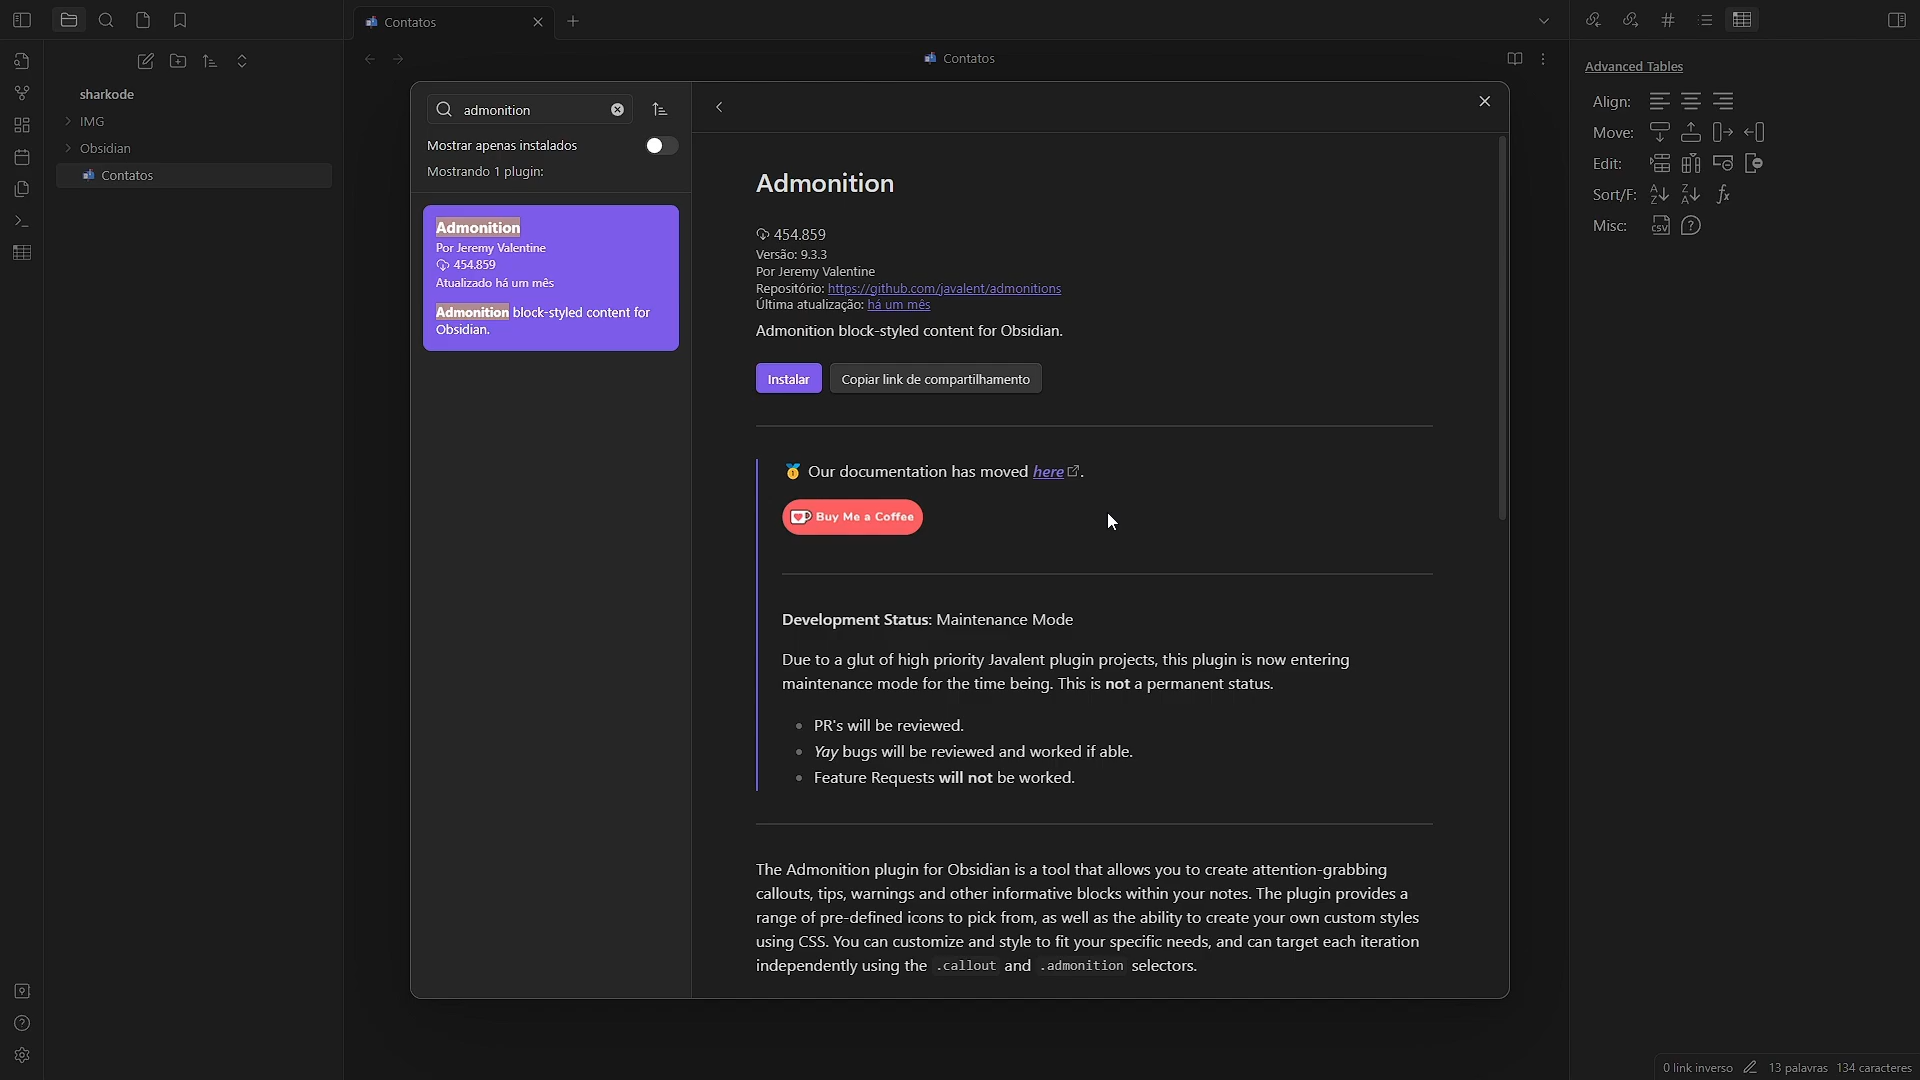 Contatos
Contatos
sharkode
IMG
Obsidian
Contatos
admonition
Mostrar apenas instalados
Mostrando 1 plugin:
Admonition
Por Jeremy Valentine
454.859
Atualizado há um mês
Admonition block-styled content for
Obsidian.
Admonition
454.859
Versão: 9.3.3
Por Jeremy Valentine
Repositório: https://github.com/javalent/admonitions
Última atualização: há um mês
Admonition block-styled content for Obsidian.
Instalar
Copiar link de compartilhamento
Our documentation has moved here.
Buy Me a Coffee
Development Status: Maintenance Mode
Due to a glut of high priority Javalent plugin projects, this plugin is now entering
maintenance mode for the time being. This is not a permanent status.
PR's will be reviewed.
Yay bugs will be reviewed and worked if able.
Feature Requests will not be worked.
The Admonition plugin for Obsidian is a tool that allows you to create attention-grabbing
callouts, tips, warnings and other informative blocks within your notes. The plugin provides a
range of pre-defined icons to pick from, as well as the ability to create your own custom styles
using CSS. You can customize and style to fit your specific needs, and can target each iteration
independently using the .callout and .admonition selectors.
Advanced Tables
Align:
Move:
Edit:
Sort/F:
Misc:
0 link inverso
13 palavras
134 caracteres